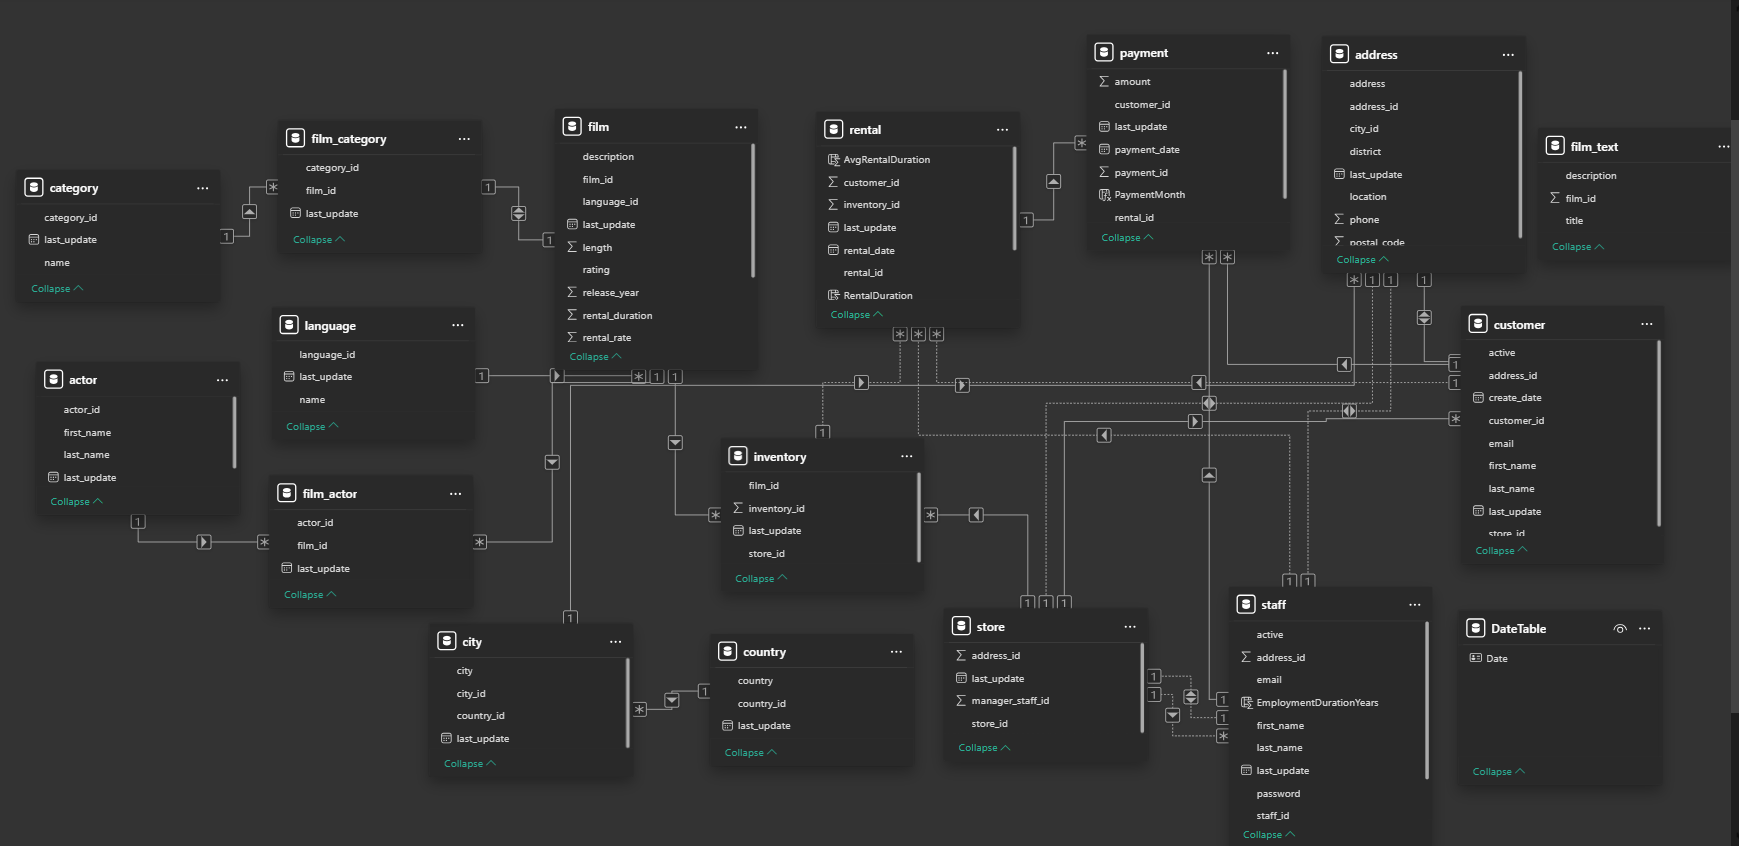 category
category_id
last_update
name
Collapse
film_category
category_id
film_id
last_update
Collapse
film
description
film_id
language_id
last_update
length
rating
release_year
rental_duration
rental_rate
Collapse
rental
AvgRentalDuration
customer_id
inventory_id
last_update
rental_date
rental_id
RentalDuration
Collapse
payment
amount
customer_id
last_update
payment_date
payment_id
PaymentMonth
rental_id
Collapse
address
address
address_id
city_id
district
last_update
location
phone
postal_code
Collapse
film_text
description
film_id
title
Collapse
language
language_id
last_update
name
Collapse
actor
actor_id
first_name
last_name
last_update
Collapse
film_actor
actor_id
film_id
last_update
Collapse
inventory
film_id
inventory_id
last_update
store_id
Collapse
customer
active
address_id
create_date
customer_id
email
first_name
last_name
last_update
store_id
Collapse
city
city
city_id
country_id
last_update
Collapse
country
country
country_id
last_update
Collapse
store
address_id
last_update
manager_staff_id
store_id
Collapse
staff
active
address_id
email
EmploymentDurationYears
first_name
last_name
last_update
password
staff_id
Collapse
DateTable
Date
Collapse